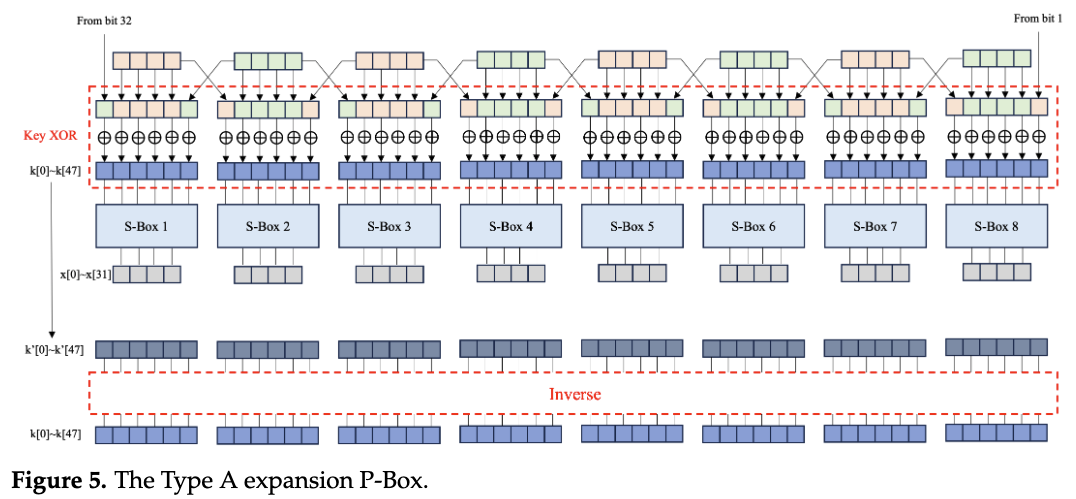 From bit 32
From bit 1
Key XOR
k[0]~k[47]
S-Box 1 S-Box 2 S-Box 3 S-Box 4 S-Box 5 S-Box 6 S-Box 7 S-Box 8
x[0]~x[31]
k'[0]~k'[47]
Inverse
k[0]~k[47]
Figure 5. The Type A expansion P-Box.